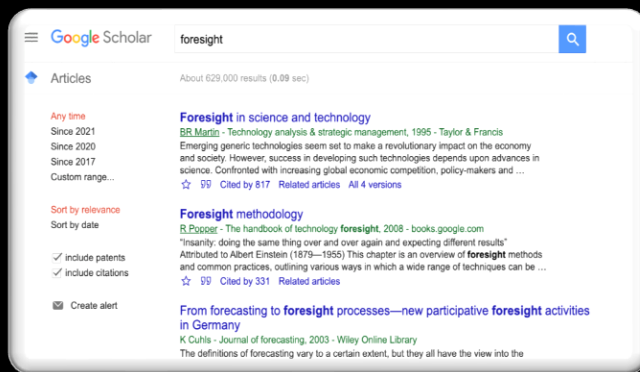 Google Scholar
foresight
Articles
About 629,000 results (0.09 sec)
Any time
Since 2021
Since 2020
Since 2017
Custom range...
Sort by relevance
Sort by date
include patents
include citations
Create alert
Foresight in science and technology
BR Martin - Technology analysis & strategic management, 1995 - Taylor & Francis
Emerging generic technologies seem set to make a revolutionary impact on the economy
and society. However, success in developing such technologies depends upon advances in
science. Confronted with increasing global economic competition, policy-makers and ...
Cited by 817 Related articles All 4 versions
Foresight methodology
R Popper - The handbook of technology foresight, 2008 - books.google.com
"Insanity: doing the same thing over and over again and expecting different results"
Attributed to Albert Einstein (1879—1955) This chapter is an overview of foresight methods
and common practices, outlining various ways in which a wide range of techniques can be ...
Cited by 331 Related articles
From forecasting to foresight processes—new participative foresight activities
in Germany
K Cuhls - Journal of forecasting, 2003 - Wiley Online Library
The definitions of forecasting vary to a certain extent, but they all have the view into the